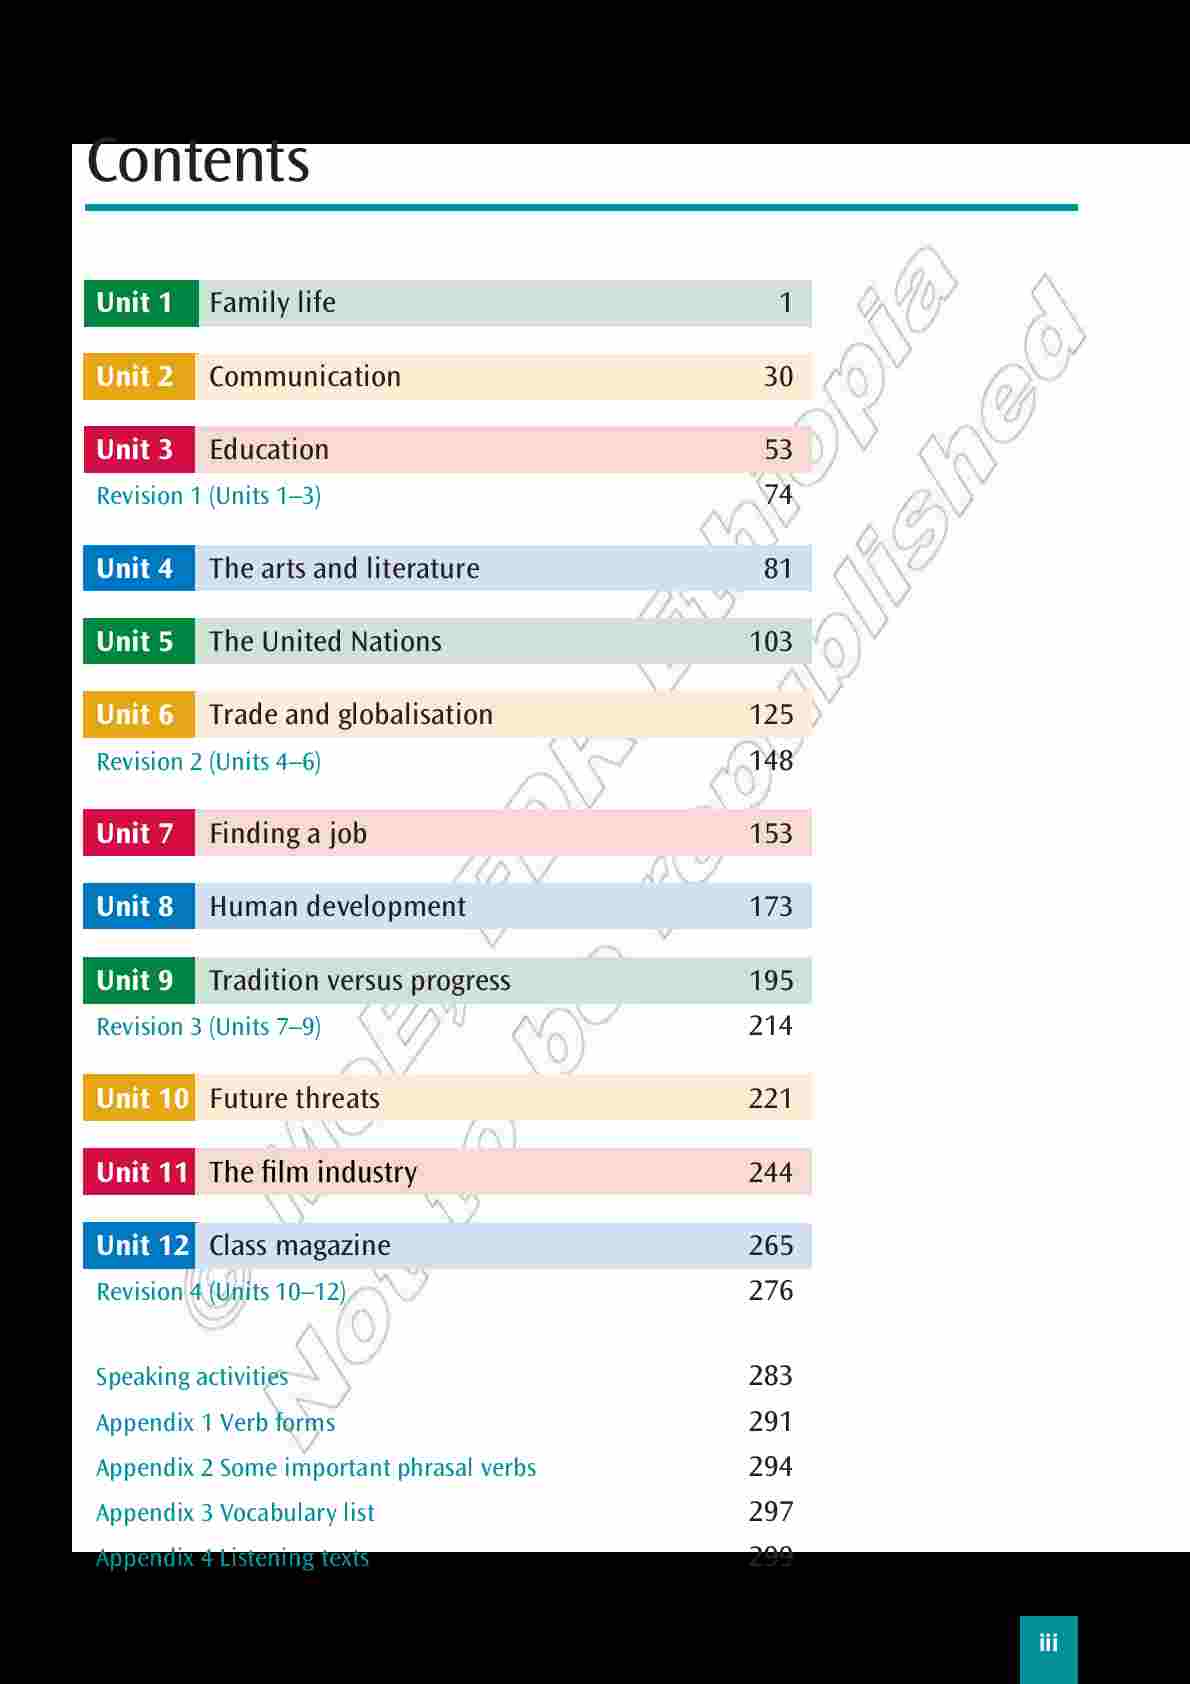 Contents
Unit 1 Family life 1
Unit 2 Communication 30
Unit 3 Education 53
Revision 1 (Units 1–3) 74
Unit 4 The arts and literature 81
Unit 5 The United Nations 103
Unit 6 Trade and globalisation 125
Revision 2 (Units 4–6) 148
Unit 7 Finding a job 153
Unit 8 Human development 173
Unit 9 Tradition versus progress 195
Revision 3 (Units 7–9) 214
Unit 10 Future threats 221
Unit 11 The film industry 244
Unit 12 Class magazine 265
Revision 4 (Units 10–12) 276
Speaking activities 283
Appendix 1 Verb forms 291
Appendix 2 Some important phrasal verbs 294
Appendix 3 Vocabulary list 297
Appendix 4 Listening texts 299
iii
© MoE, FDRE Ethiopia
Not to be republished